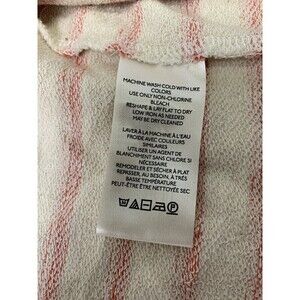 MACHINE WASH COLD WITH LIKE
COLORS
USE ONLY NON-CHLORINE
BLEACH
RESHAPE & LAY FLAT TO DRY
LOW IRON AS NEEDED
MAY BE DRY CLEANED
LAVER À LA MACHINE À L'EAU
FROIDE AVEC COULEURS
SIMILAIRES
UTILISER UN AGENT DE
BLANCHIMENT SANS CHLORE SI
NÉCESSAIRE
REMODELER ET SÉCHER À PLAT
REPASSER, AU BESOIN, À TRÈS
BASSE TEMPÉRATURE
PEUT-ÊTRE ÊTRE NETTOYÉE SEC
P